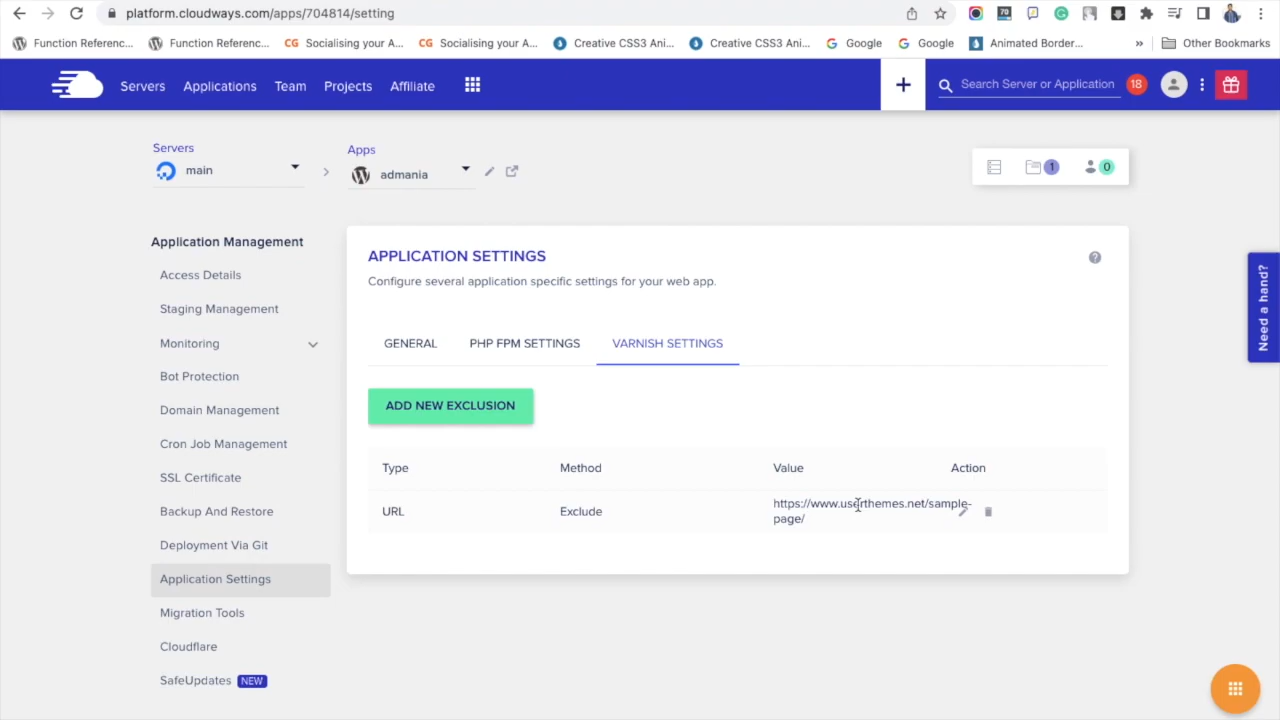 platform.cloudways.com/apps/704814/setting
Function Referenc...
Function Referenc...
CG Socialising your A...
CG Socialising your A...
Creative CSS3 Ani...
Creative CSS3 Ani...
Google
Google
Animated Border...
»
Other Bookmarks
Servers
Applications
Team
Projects
Affiliate
+
Search Server or Application
18
Servers
main
Apps
admania
1
0
Application Management
Access Details
Staging Management
Monitoring
Bot Protection
Domain Management
Cron Job Management
SSL Certificate
Backup And Restore
Deployment Via Git
Application Settings
Migration Tools
Cloudflare
SafeUpdates NEW
APPLICATION SETTINGS
Configure several application specific settings for your web app.
GENERAL
PHP FPM SETTINGS
VARNISH SETTINGS
ADD NEW EXCLUSION
Type Method Value Action
URL Exclude https://www.userthemes.net/sample-
page/
Need a hand?